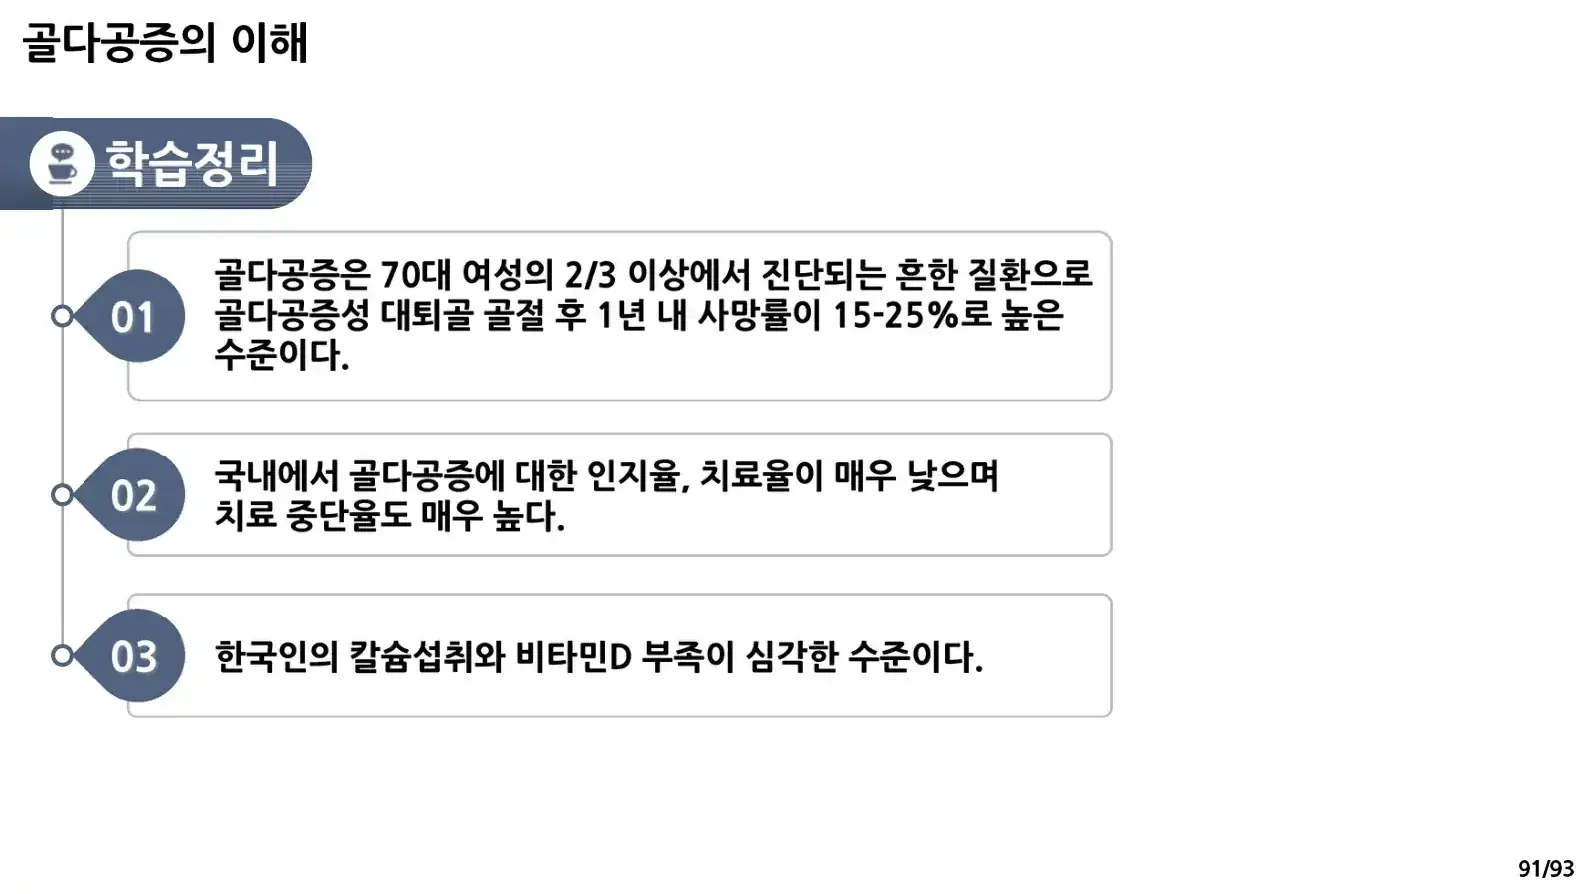 골다공증의 이해
학습정리
01
골다공증은 70대 여성의 2/3 이상에서 진단되는 흔한 질환으로
골다공증성 대퇴골 골절 후 1년 내 사망률이 15-25%로 높은
수준이다.
02
국내에서 골다공증에 대한 인지율, 치료율이 매우 낮으며
치료 중단율도 매우 높다.
03
한국인의 칼슘섭취와 비타민D 부족이 심각한 수준이다.
91/93